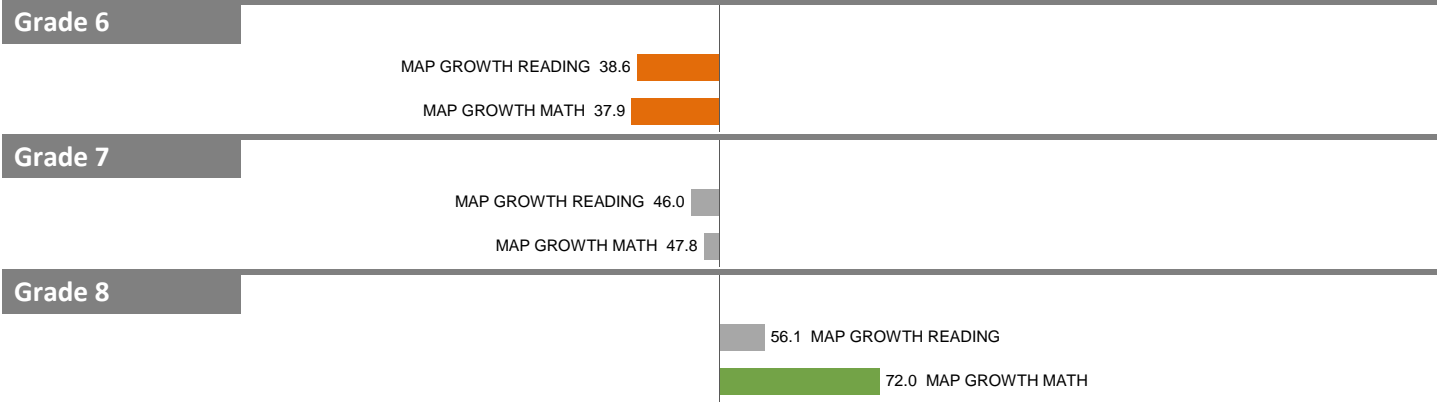 Grade 6
MAP GROWTH READING 38.6
MAP GROWTH MATH 37.9
Grade 7
MAP GROWTH READING 46.0
MAP GROWTH MATH 47.8
Grade 8
56.1 MAP GROWTH READING
72.0 MAP GROWTH MATH